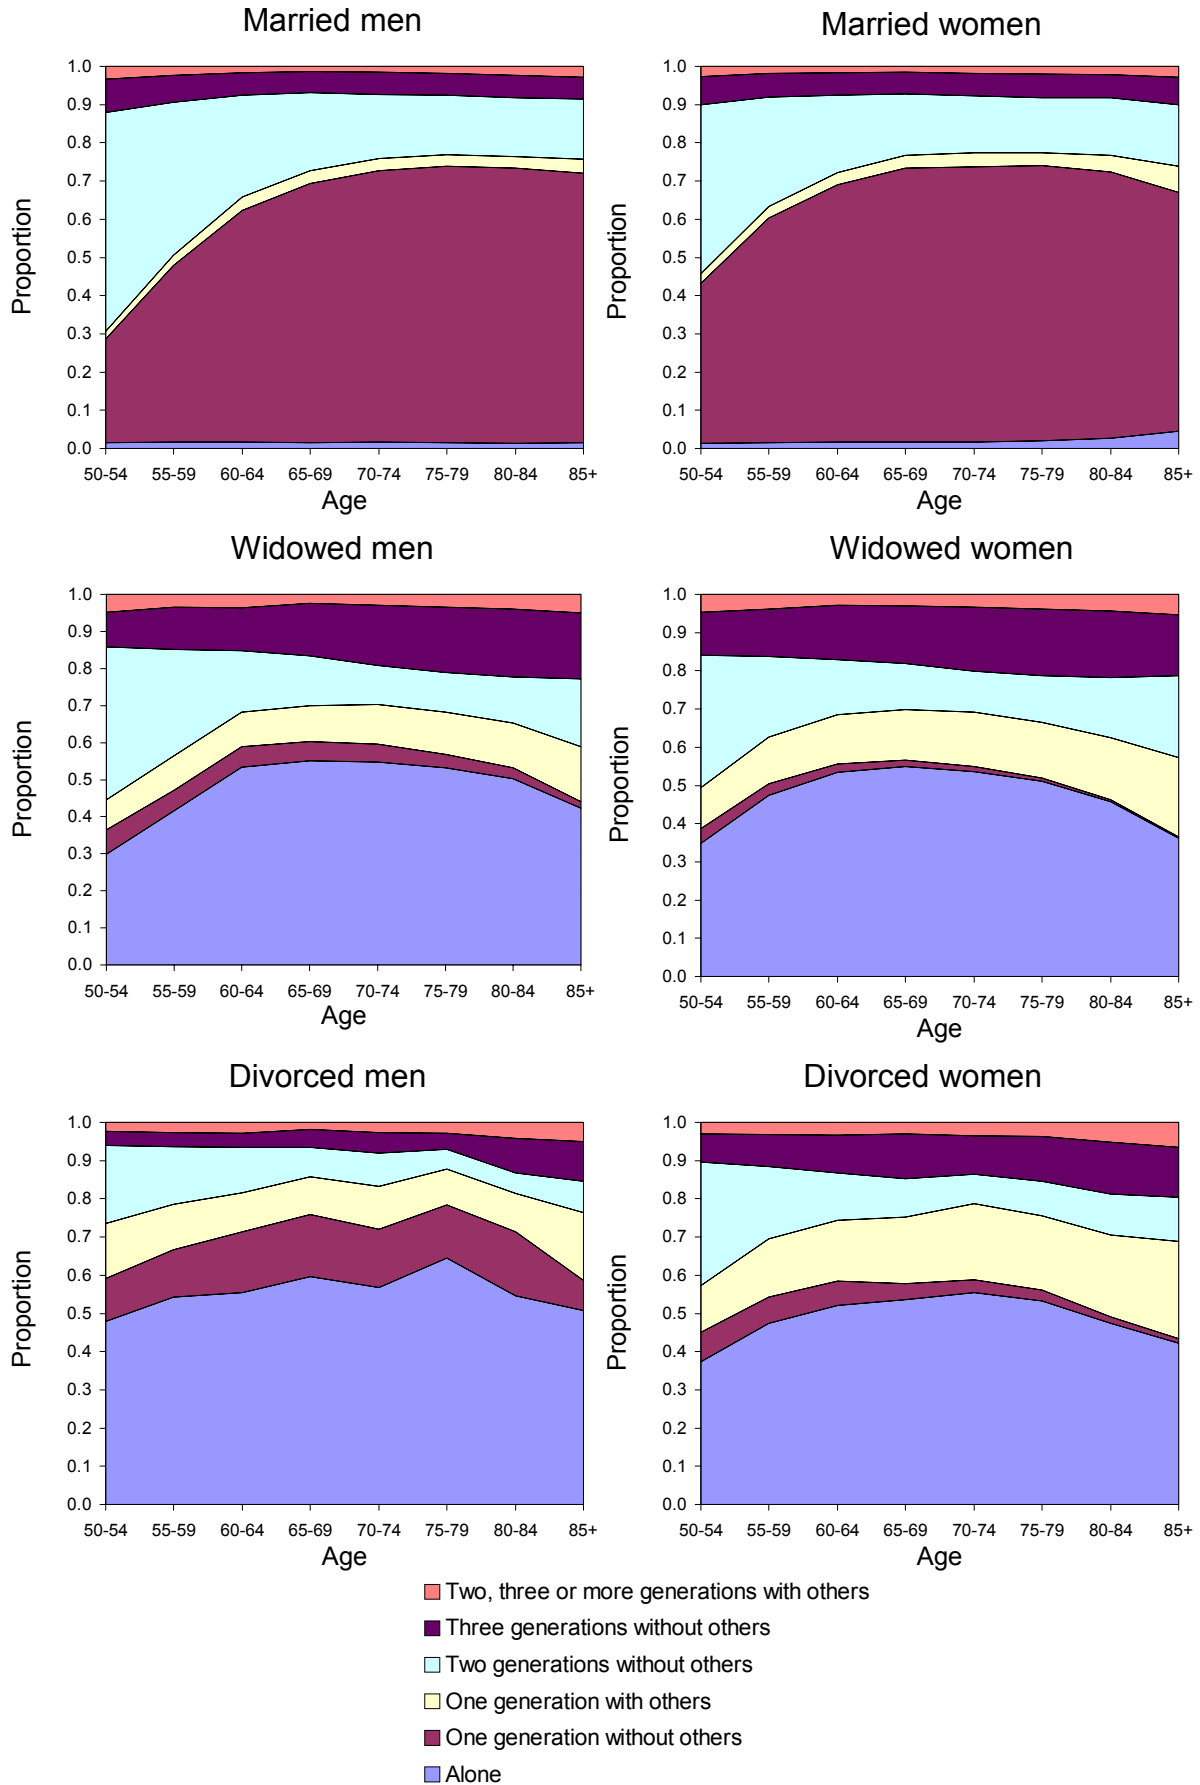 Married men
Married women
Proportion
1.0
0.9
0.8
0.7
0.6
0.5
0.4
0.3
0.2
0.1
0.0
50-54 55-59 60-64 65-69 70-74 75-79 80-84 85+
Age
Proportion
1.0
0.9
0.8
0.7
0.6
0.5
0.4
0.3
0.2
0.1
0.0
50-54 55-59 60-64 65-69 70-74 75-79 80-84 85+
Age
Widowed men
Widowed women
Proportion
1.0
0.9
0.8
0.7
0.6
0.5
0.4
0.3
0.2
0.1
0.0
50-54 55-59 60-64 65-69 70-74 75-79 80-84 85+
Age
Proportion
1.0
0.9
0.8
0.7
0.6
0.5
0.4
0.3
0.2
0.1
0.0
50-54 55-59 60-64 65-69 70-74 75-79 80-84 85+
Age
Divorced men
Divorced women
Proportion
1.0
0.9
0.8
0.7
0.6
0.5
0.4
0.3
0.2
0.1
0.0
50-54 55-59 60-64 65-69 70-74 75-79 80-84 85+
Age
Proportion
1.0
0.9
0.8
0.7
0.6
0.5
0.4
0.3
0.2
0.1
0.0
50-54 55-59 60-64 65-69 70-74 75-79 80-84 85+
Age
Two, three or more generations with others
Three generations without others
Two generations without others
One generation with others
One generation without others
Alone